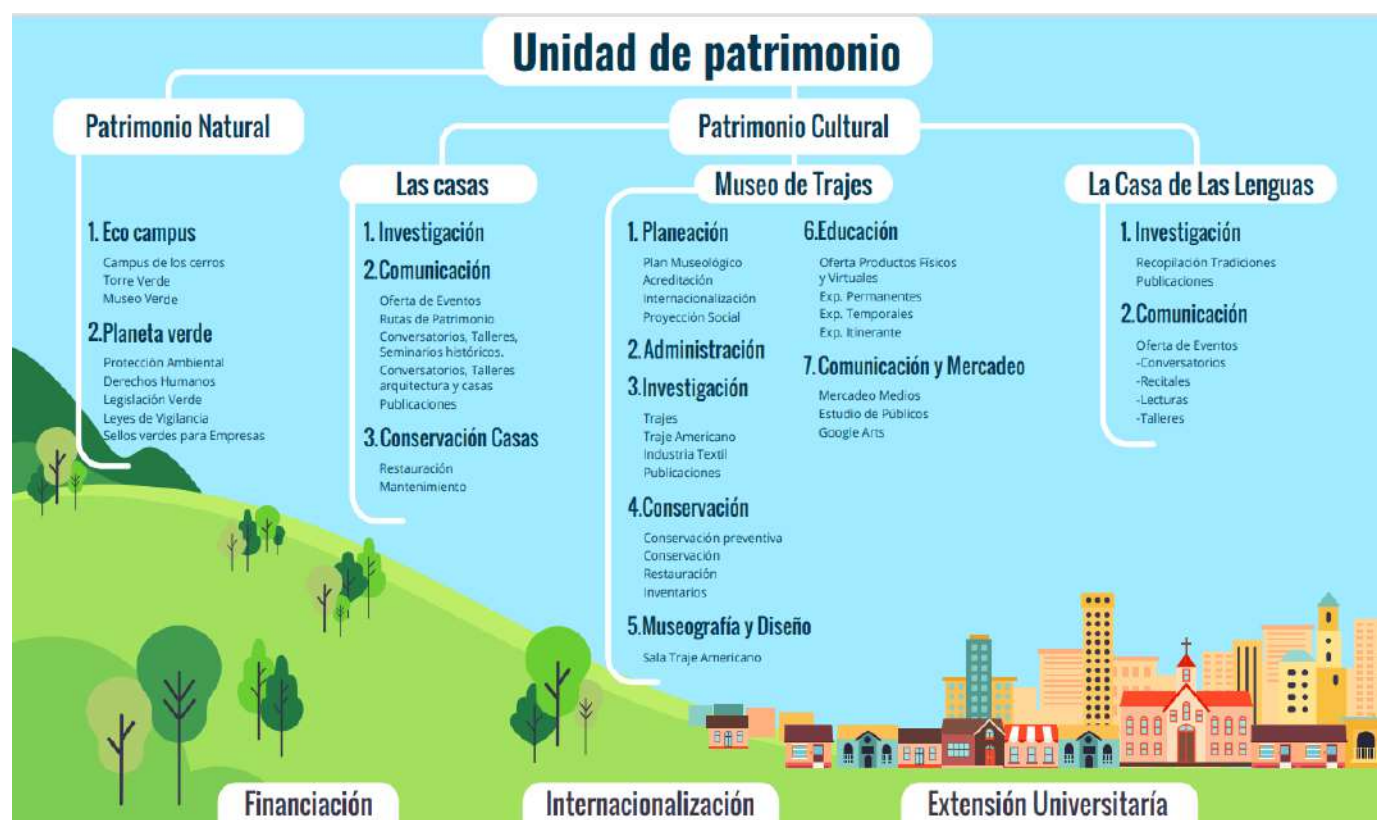 Unidad de patrimonio
Patrimonio Natural
1. Eco campus
Campus de los cerros
Torre Verde
Museo Verde
2.Planeta verde
Protección Ambiental
Derechos Humanos
Legislación Verde
Leyes de Vigilancia
Sellos verdes para Empresas
Patrimonio Cultural
Las casas
1. Investigación
2.Comunicación
Oferta de Eventos
Rutas de Patrimonio
Conversatorios, Talleres,
Seminarios históricos.
Conversatorios, Talleres
arquitectura y casas
Publicaciones
3.Conservación Casas
Restauración
Mantenimiento
Museo de Trajes
1. Planeación
Plan Museológico
Acreditación
Internacionalización
Proyección Social
2.Administración
3.Investigación
Trajes
Traje Americano
Industria Textil
Publicaciones
4.Conservación
Conservación preventiva
Conservación
Restauración
Inventarios
5.Museografía y Diseño
Sala Traje Americano
6.Educación
Oferta Productos Físicos
y Virtuales
Exp. Permanentes
Exp. Temporales
Exp. Itinerante
7.Comunicación y Mercadeo
Mercadeo Medios
Estudio de Públicos
Google Arts
La Casa de Las Lenguas
1. Investigación
Recopilación Tradiciones
Publicaciones
2.Comunicación
Oferta de Eventos
-Conversatorios
-Recitales
-Lecturas
-Talleres
Financiación
Internacionalización
Extensión Universitaría